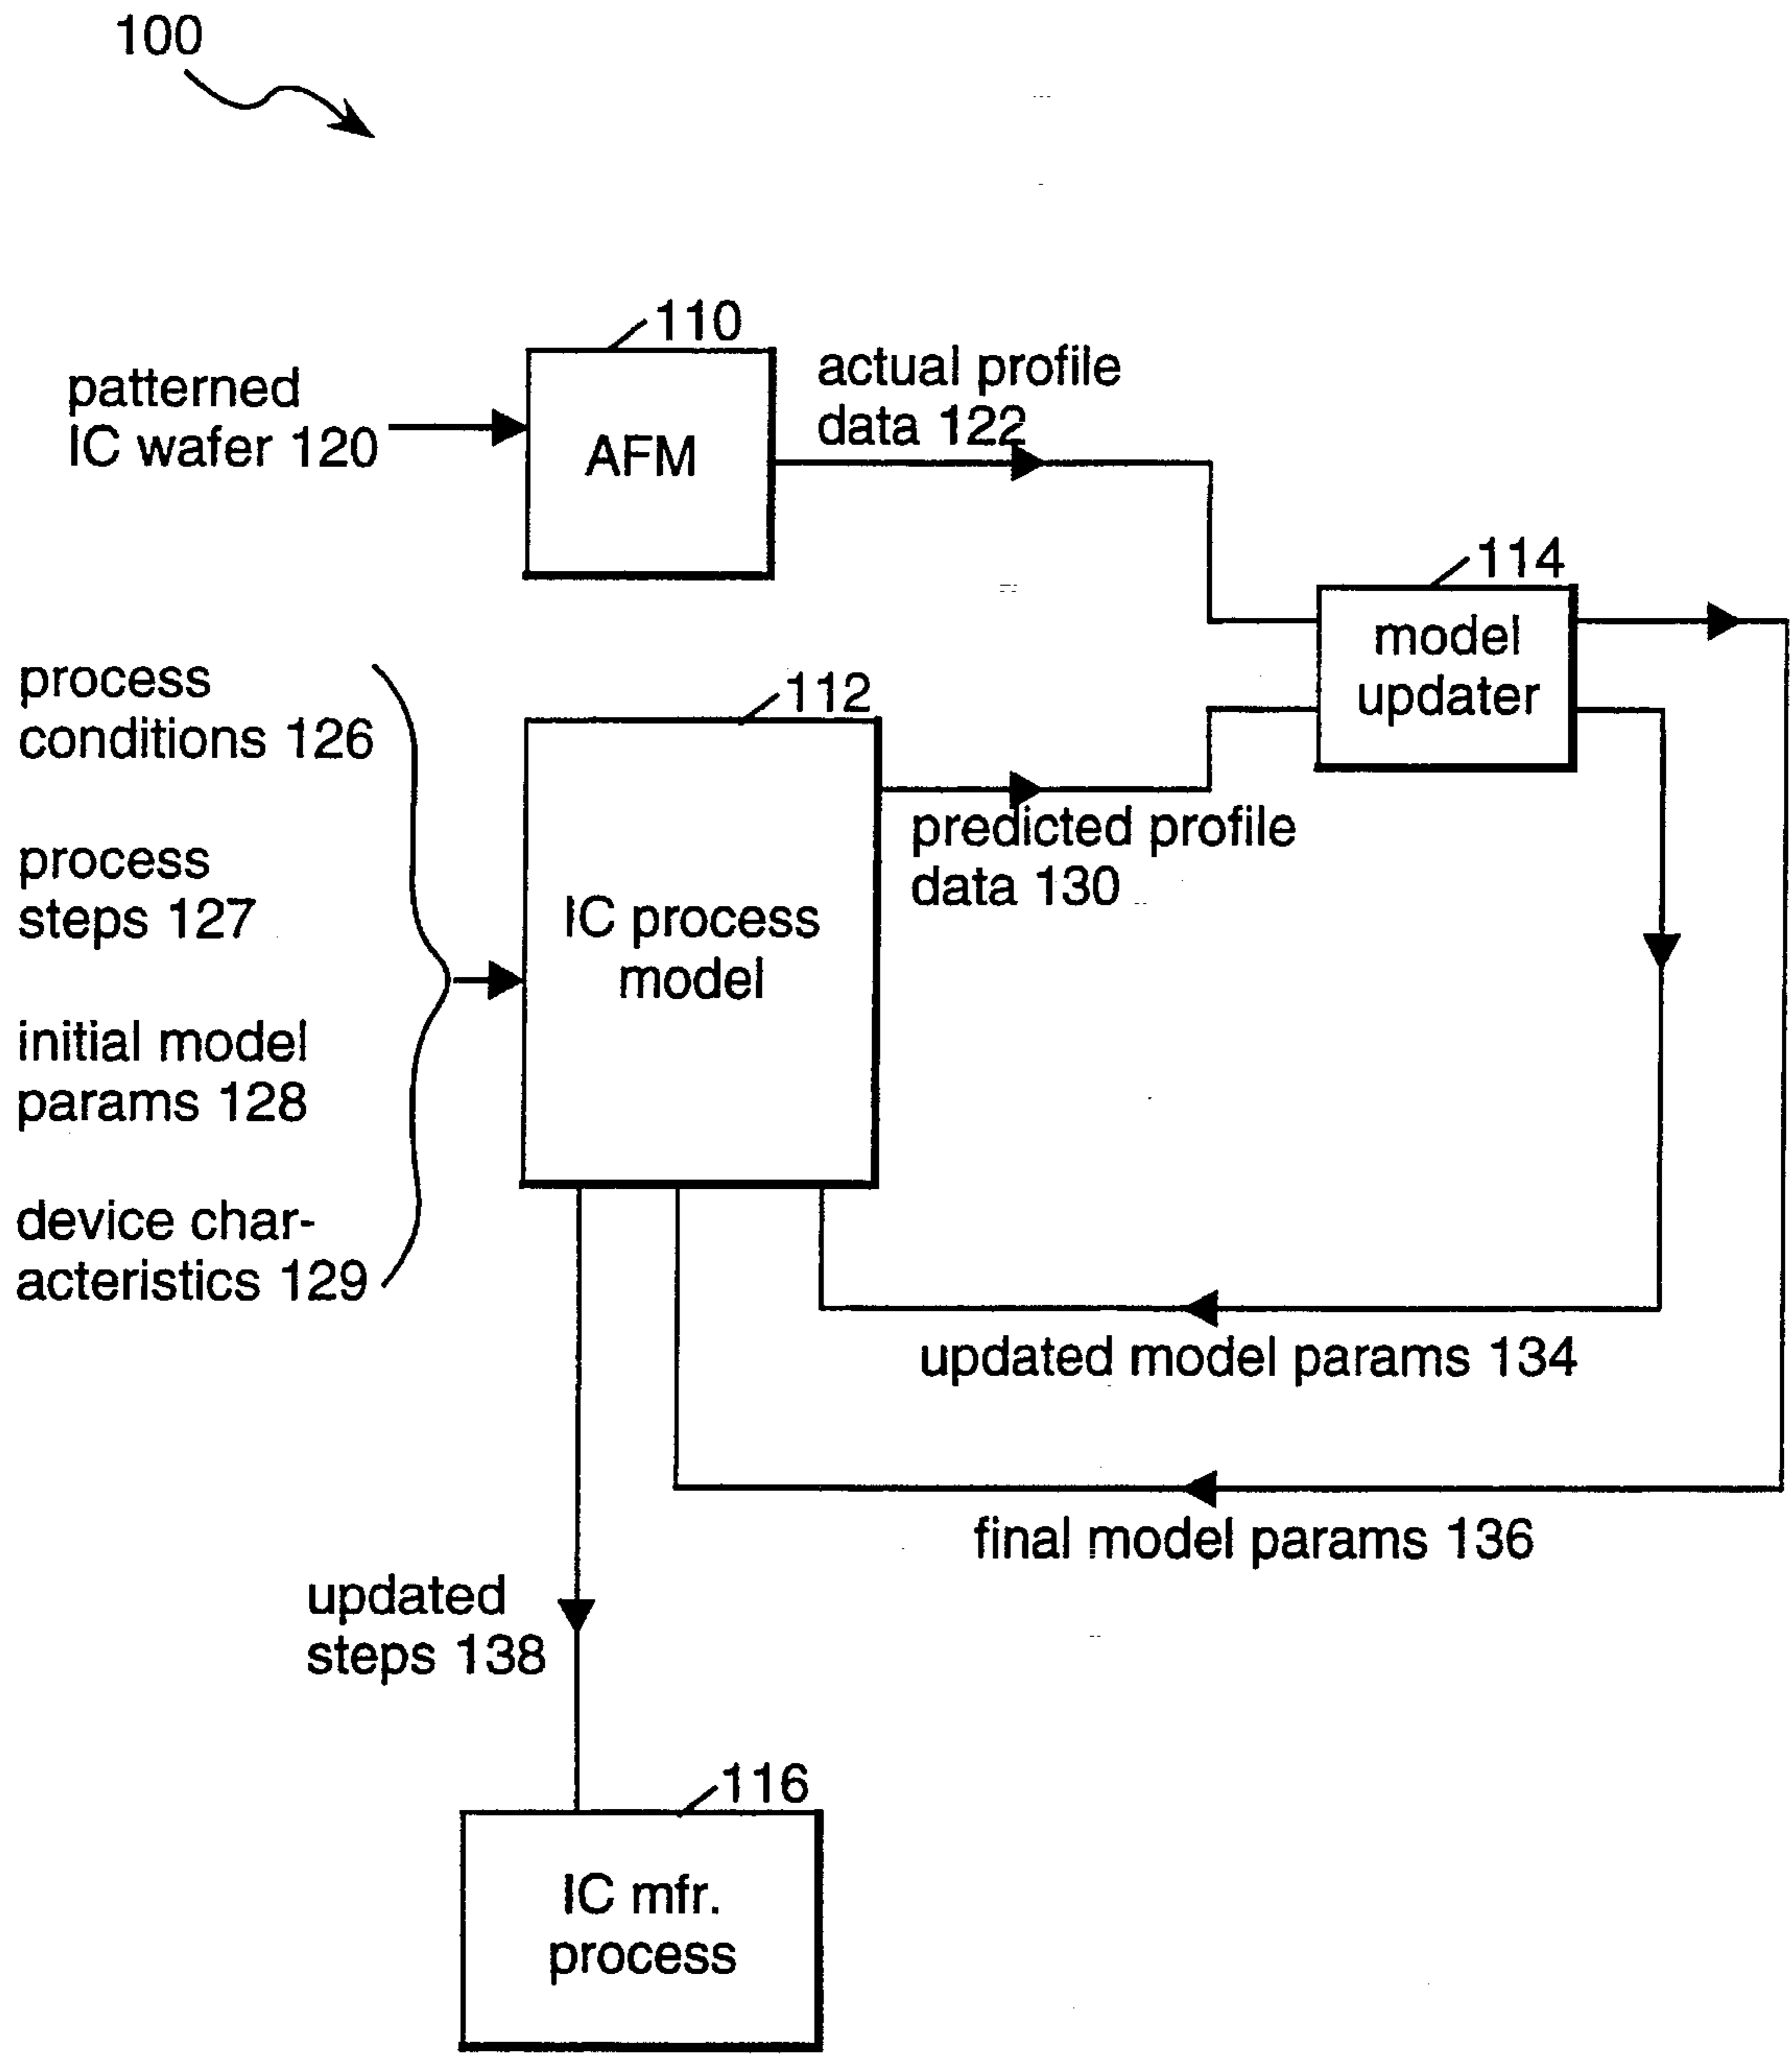 100
110
patterned
IC wafer 120
AFM
actual profile
data 122
114
model
updater
process
conditions 126
process
steps 127
initial model
params 128
device char-
acteristics 129
112
IC process
model
predicted profile
data 130
updated model params 134
final model params 136
updated
steps 138
116
IC mfr.
process